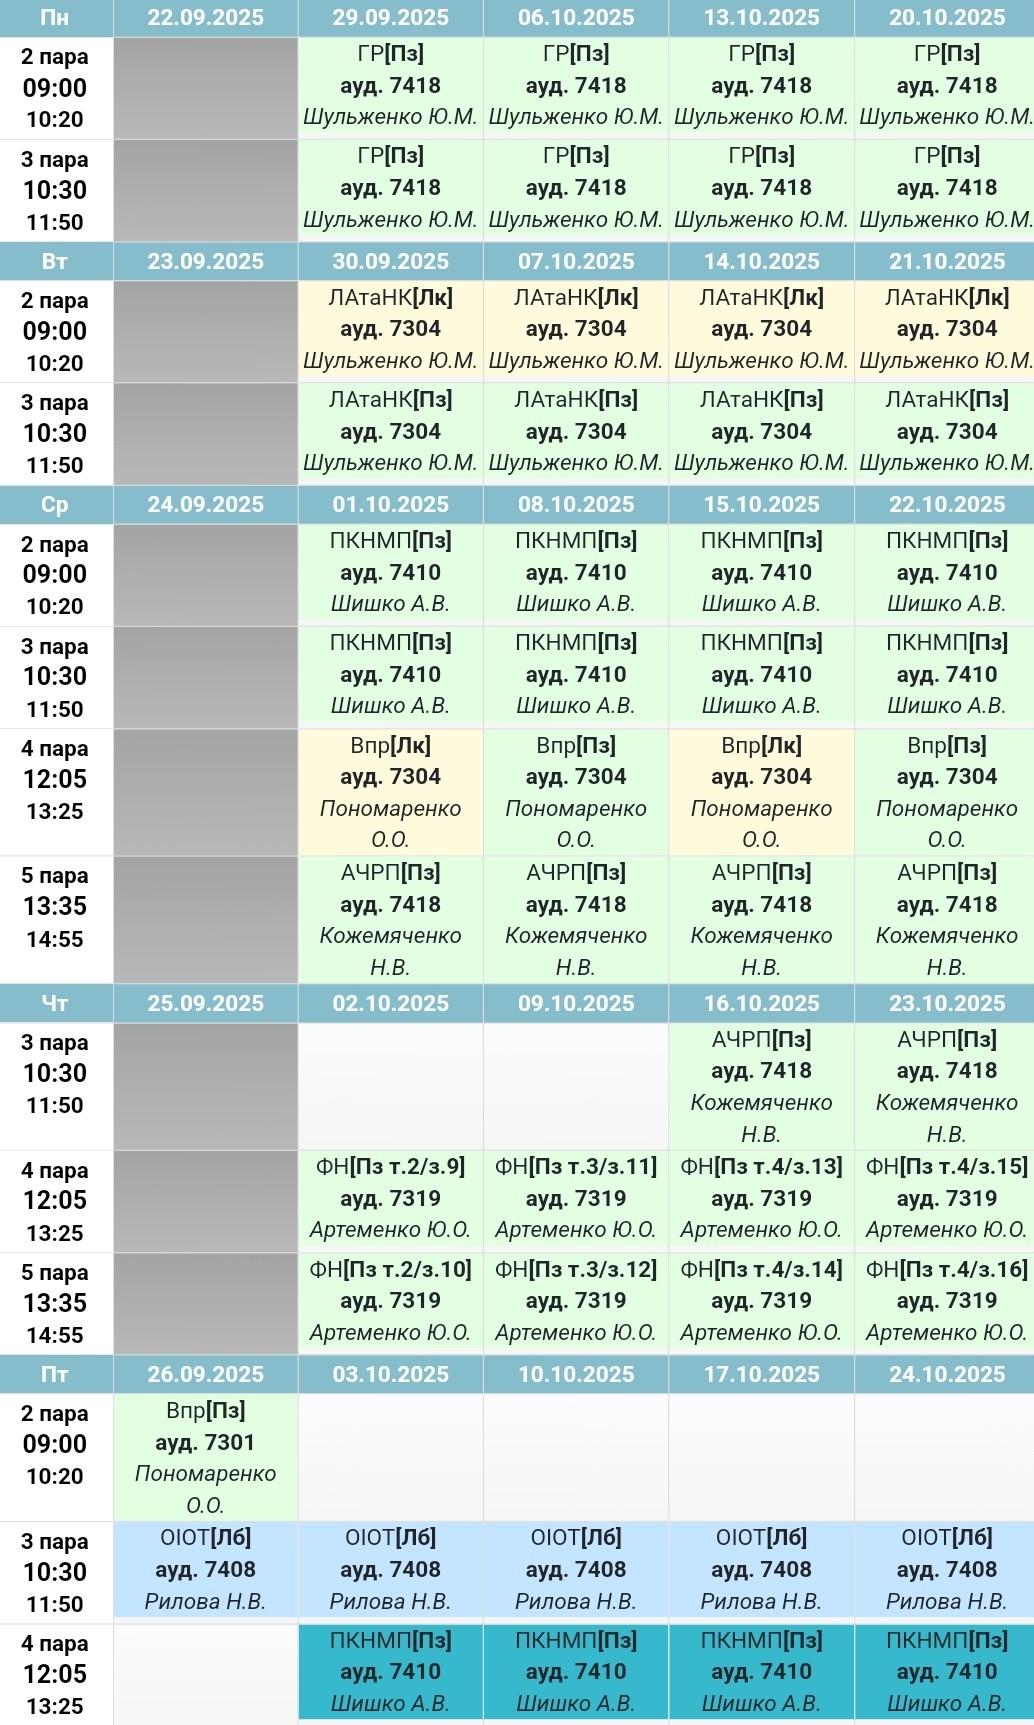 Пн 22.09.2025 29.09.2025 06.10.2025 13.10.2025 20.10.2025
2 пара ГР[Пз] ГР[Пз] ГР[Пз] ГР[Пз]
09:00 ауд. 7418 ауд. 7418 ауд. 7418 ауд. 7418
10:20 Шульженко Ю.М. Шульженко Ю.М. Шульженко Ю.М. Шульженко Ю.М.
3 пара ГР[Пз] ГР[Пз] ГР[Пз] ГР[Пз]
10:30 ауд. 7418 ауд. 7418 ауд. 7418 ауд. 7418
11:50 Шульженко Ю.М. Шульженко Ю.М. Шульженко Ю.М. Шульженко Ю.М.
Вт 23.09.2025 30.09.2025 07.10.2025 14.10.2025 21.10.2025
2 пара ЛАтаНК[Лк] ЛАтаНК[Лк] ЛАтаНК[Лк] ЛАтаНК[Лк]
09:00 ауд. 7304 ауд. 7304 ауд. 7304 ауд. 7304
10:20 Шульженко Ю.М. Шульженко Ю.М. Шульженко Ю.М. Шульженко Ю.М.
3 пара ЛАтаНК[Пз] ЛАтаНК[Пз] ЛАтаНК[Пз] ЛАтаНК[Пз]
10:30 ауд. 7304 ауд. 7304 ауд. 7304 ауд. 7304
11:50 Шульженко Ю.М. Шульженко Ю.М. Шульженко Ю.М. Шульженко Ю.М.
Ср 24.09.2025 01.10.2025 08.10.2025 15.10.2025 22.10.2025
2 пара ПКНМП[Пз] ПКНМП[Пз] ПКНМП[Пз] ПКНМП[Пз]
09:00 ауд. 7410 ауд. 7410 ауд. 7410 ауд. 7410
10:20 Шишко А.В. Шишко А.В. Шишко А.В. Шишко А.В.
3 пара ПКНМП[Пз] ПКНМП[Пз] ПКНМП[Пз] ПКНМП[Пз]
10:30 ауд. 7410 ауд. 7410 ауд. 7410 ауд. 7410
11:50 Шишко А.В. Шишко А.В. Шишко А.В. Шишко А.В.
4 пара Впр[Лк] Впр[Пз] Впр[Лк] Впр[Пз]
12:05 ауд. 7304 ауд. 7304 ауд. 7304 ауд. 7304
13:25 Пономаренко Пономаренко Пономаренко Пономаренко
О.О. О.О. О.О. О.О.
5 пара АЧРП[Пз] АЧРП[Пз] АЧРП[Пз] АЧРП[Пз]
13:35 ауд. 7418 ауд. 7418 ауд. 7418 ауд. 7418
14:55 Кожемяченко Кожемяченко Кожемяченко Кожемяченко
Н.В. Н.В. Н.В. Н.В.
Чт 25.09.2025 02.10.2025 09.10.2025 16.10.2025 23.10.2025
3 пара АЧРП[Пз] АЧРП[Пз]
10:30 ауд. 7418 ауд. 7418
11:50 Кожемяченко Кожемяченко
Н.В. Н.В.
4 пара ФН[Пз т.2/з.9] ФН[Пз т.3/з.11] ФН[Пз т.4/з.13] ФН[Пз т.4/з.15]
12:05 ауд. 7319 ауд. 7319 ауд. 7319 ауд. 7319
13:25 Артеменко Ю.О. Артеменко Ю.О. Артеменко Ю.О. Артеменко Ю.О.
5 пара ФН[Пз т.2/з.10] ФН[Пз т.3/з.12] ФН[Пз т.4/з.14] ФН[Пз т.4/з.16]
13:35 ауд. 7319 ауд. 7319 ауд. 7319 ауд. 7319
14:55 Артеменко Ю.О. Артеменко Ю.О. Артеменко Ю.О. Артеменко Ю.О.
Пт 26.09.2025 03.10.2025 10.10.2025 17.10.2025 24.10.2025
2 пара Впр[Пз]
09:00 ауд. 7301
10:20 Пономаренко
О.О.
3 пара ОІОТ[Лб] ОІОТ[Лб] ОІОТ[Лб] ОІОТ[Лб] ОІОТ[Лб]
10:30 ауд. 7408 ауд. 7408 ауд. 7408 ауд. 7408 ауд. 7408
11:50 Рилова Н.В. Рилова Н.В. Рилова Н.В. Рилова Н.В. Рилова Н.В.
4 пара ПКНМП[Пз] ПКНМП[Пз] ПКНМП[Пз] ПКНМП[Пз]
12:05 ауд. 7410 ауд. 7410 ауд. 7410 ауд. 7410
13:25 Шишко А.В. Шишко А.В. Шишко А.В. Шишко А.В.